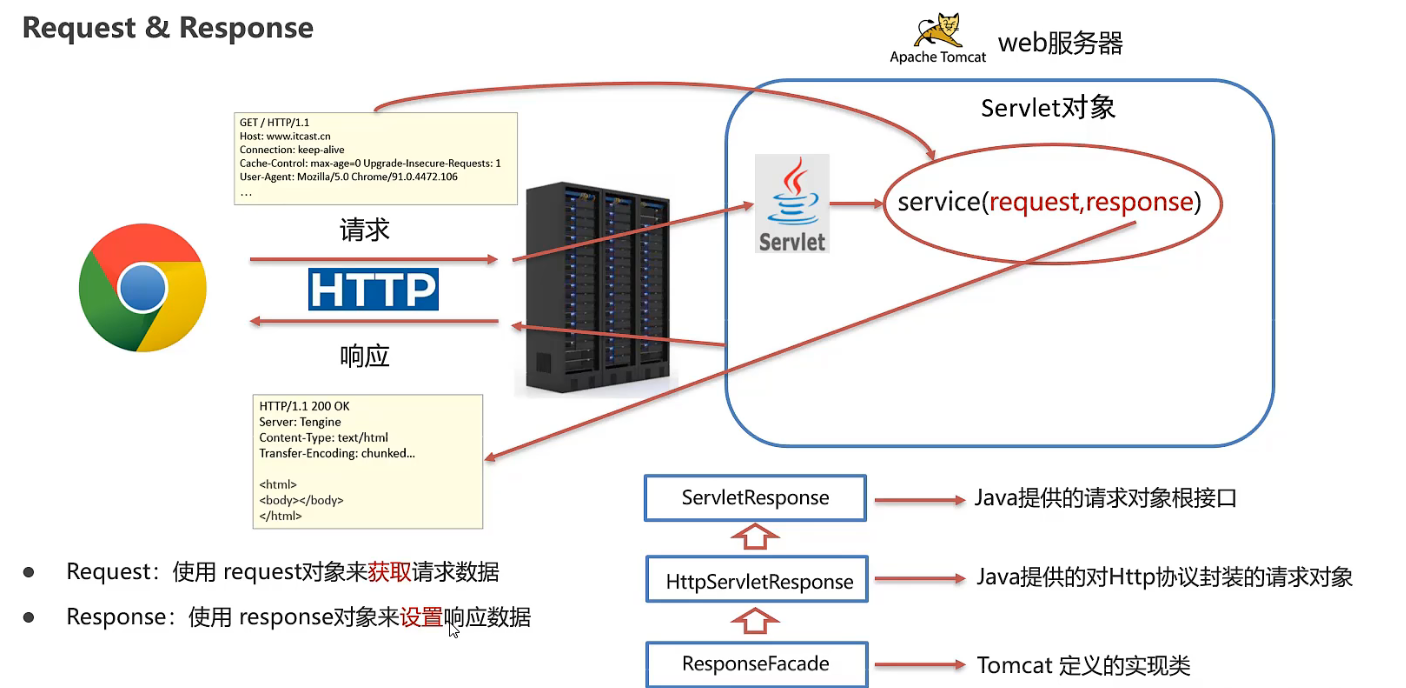 Request & Response
Apache Tomcat
web服务器
Servlet对象
GET / HTTP/1.1
Host: www.itcast.cn
Connection: keep-alive
Cache-Control: max-age=0 Upgrade-Insecure-Requests: 1
User-Agent: Mozilla/5.0 Chrome/91.0.4472.106
…
请求
HTTP
响应
Servlet
service(request,response)
HTTP/1.1 200 OK
Server: Tengine
Content-Type: text/html
Transfer-Encoding: chunked...
<html>
<body></body>
</html>
ServletResponse
Java提供的请求对象根接口
HttpServletResponse
Java提供的对Http协议封装的请求对象
ResponseFacade
Tomcat 定义的实现类
● Request：使用 request对象来获取请求数据
● Response：使用 response对象来设置响应数据